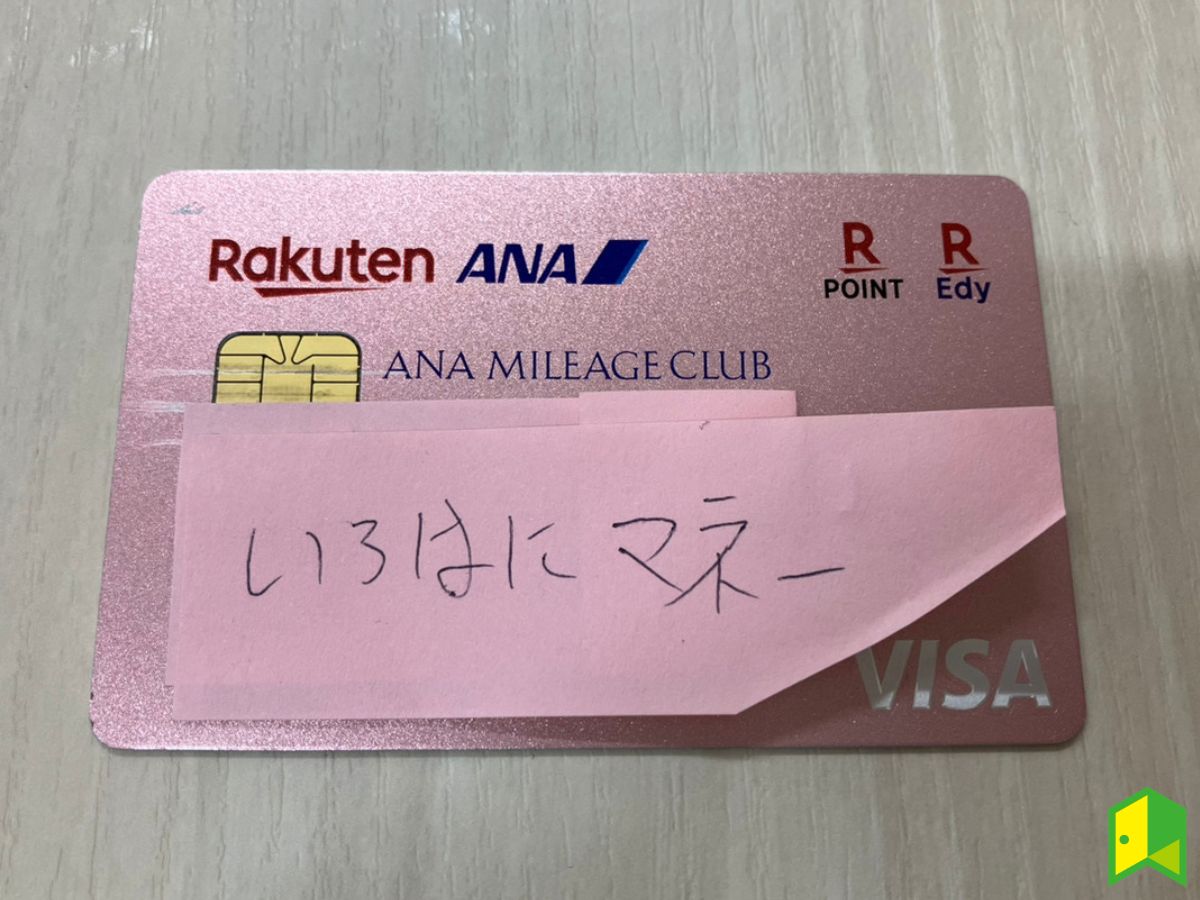 Rakuten ANA
R POINT
R Edy
ANA MILEAGE CLUB
いろはにマネー
VISA